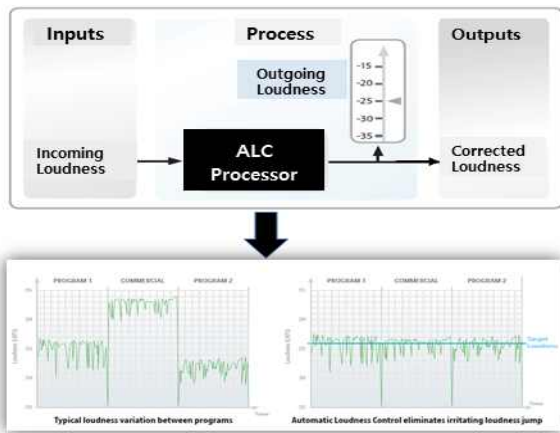 Inputs
Process
Outputs
Outgoing
Loudness
-15
-20
-25
-30
-35
Incoming
Loudness
ALC
Processor
Corrected
Loudness
PROGRAM 1
COMMERCIAL
PROGRAM 2
PROGRAM 1
COMMERCIAL
PROGRAM 2
Typical loudness variation between programs
Automatic Loudness Control eliminates irritating loudness jump